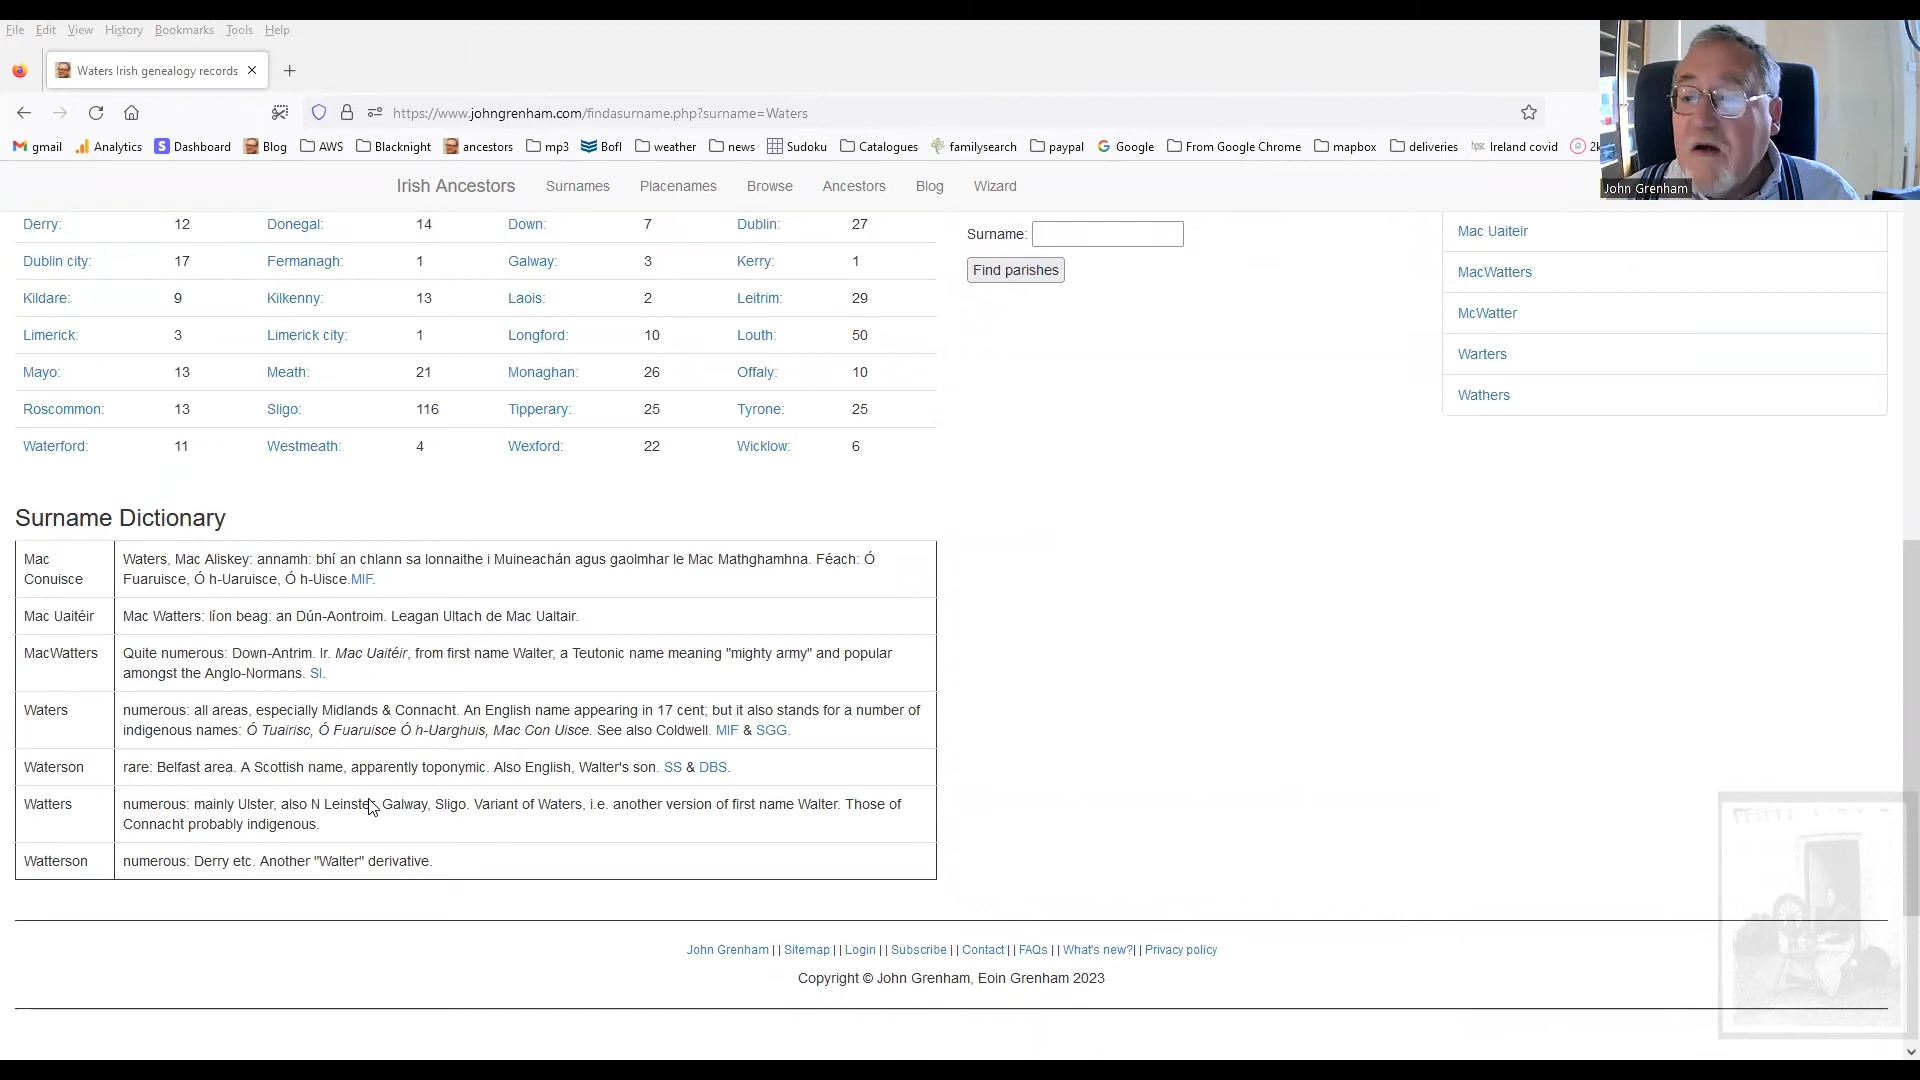 File Edit View History Bookmarks Tools Help
Waters Irish genealogy records
https://www.johngrenham.com/findasurname.php?surname=Waters
gmail Analytics Dashboard Blog AWS Blacknight ancestors mp3 BofI weather news Sudoku Catalogues familysearch paypal Google From Google Chrome mapbox deliveries Ireland covid
John Grenham
Irish Ancestors Surnames Placenames Browse Ancestors Blog Wizard
Derry: 12 Donegal: 14 Down: 7 Dublin: 27
Dublin city: 17 Fermanagh: 1 Galway: 3 Kerry: 1
Kildare: 9 Kilkenny: 13 Laois: 2 Leitrim: 29
Limerick: 3 Limerick city: 1 Longford: 10 Louth: 50
Mayo: 13 Meath: 21 Monaghan: 26 Offaly: 10
Roscommon: 13 Sligo: 116 Tipperary: 25 Tyrone: 25
Waterford: 11 Westmeath: 4 Wexford: 22 Wicklow: 6
Surname:
Find parishes
Mac Uaiteir
MacWatters
McWatter
Warters
Wathers
Surname Dictionary
Mac Conuisce
Waters, Mac Aliskey: annamh: bhí an chlann sa lonnaithe i Muineachán agus gaolmhar le Mac Mathghamhna. Féach: Ó
Fuaruisce, Ó h-Uaruisce, Ó h-Uisce.MIF.
Mac Uaitéir
Mac Watters: líon beag: an Dún-Aontroim. Leagan Ultach de Mac Ualtair.
MacWatters
Quite numerous: Down-Antrim. Ir. Mac Uaitéir, from first name Walter, a Teutonic name meaning "mighty army" and popular
amongst the Anglo-Normans. SI.
Waters
numerous: all areas, especially Midlands & Connacht. An English name appearing in 17 cent; but it also stands for a number of
indigenous names: Ó Tuairisc, Ó Fuaruisce Ó h-Uarghuis, Mac Con Uisce. See also Coldwell. MIF & SGG.
Waterson
rare: Belfast area. A Scottish name, apparently toponymic. Also English, Walter's son. SS & DBS.
Watters
numerous: mainly Ulster, also N Leinster, Galway, Sligo. Variant of Waters, i.e. another version of first name Walter. Those of
Connacht probably indigenous.
Watterson
numerous: Derry etc. Another "Walter" derivative.
John Grenham | | Sitemap | | Login | | Subscribe | | Contact | | FAQs | | What's new?| | Privacy policy
Copyright © John Grenham, Eoin Grenham 2023